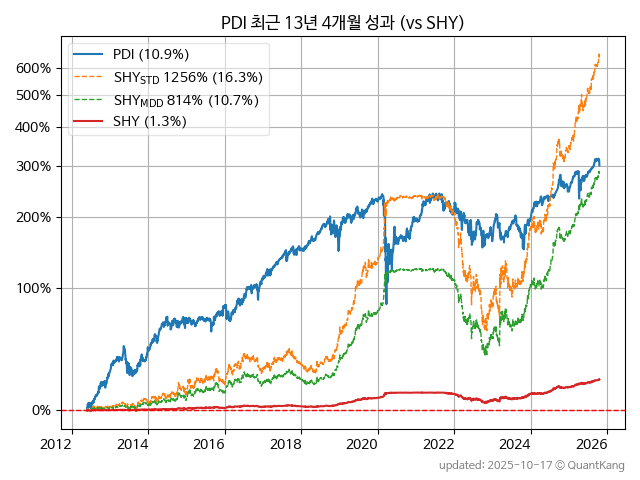 PDI 최근 13년 4개월 성과 (vs SHY)
PDI (10.9%)
SHY_STD 1256% (16.3%)
SHY_MDD 814% (10.7%)
SHY (1.3%)
600%
500%
400%
300%
200%
100%
0%
2012 2014 2016 2018 2020 2022 2024 2026
updated: 2025-10-17 © QuantKang